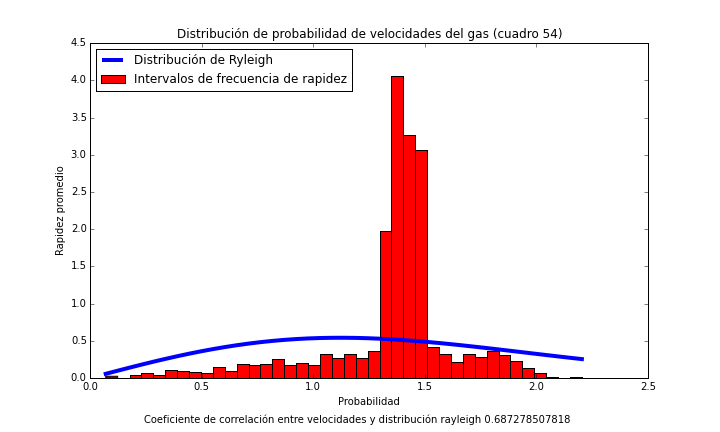 Distribución de probabilidad de velocidades del gas (cuadro 54)
Distribución de Ryleigh
Intervalos de frecuencia de rapidez
Rapidez promedio
4.5
4.0
3.5
3.0
2.5
2.0
1.5
1.0
0.5
0.0
0.0 0.5 1.0 1.5 2.0 2.5
Probabilidad
Coeficiente de correlación entre velocidades y distribución rayleigh 0.687278507818